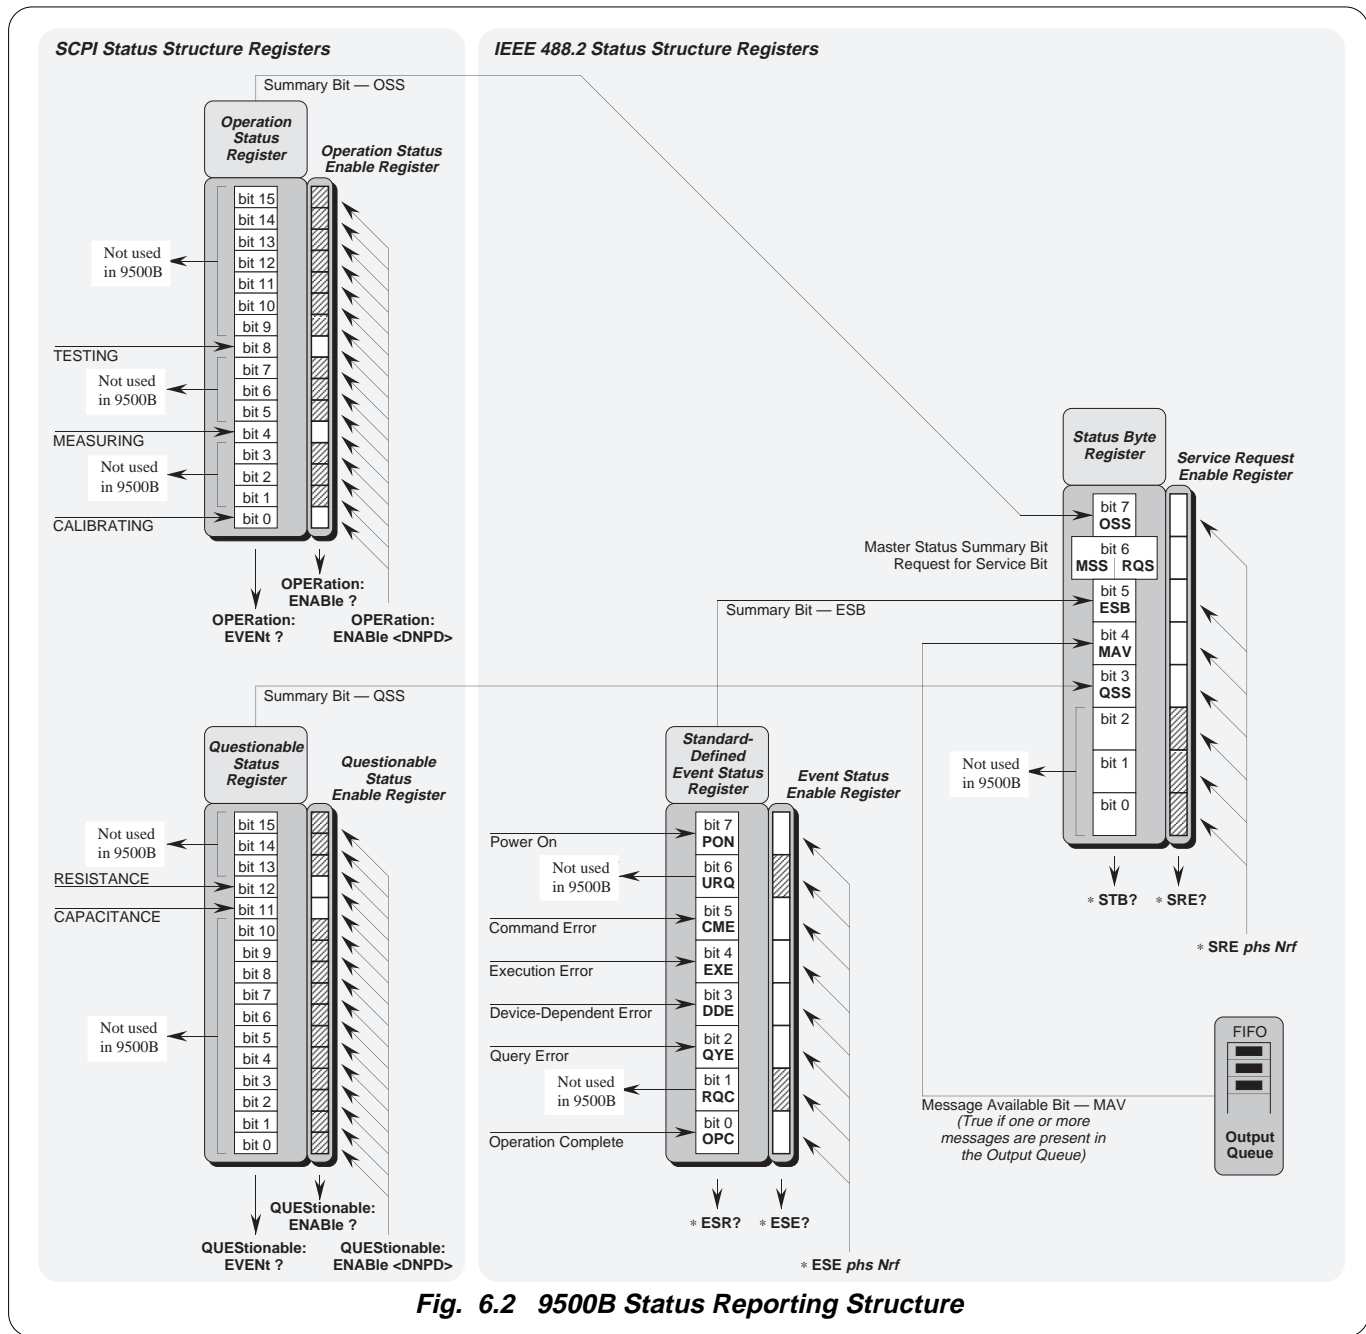 SCPI Status Structure Registers
IEEE 488.2 Status Structure Registers
Summary Bit — OSS
Operation
Status
Register
Operation Status
Enable Register
bit 15
bit 14
bit 13
bit 12
bit 11
bit 10
bit 9
bit 8
bit 7
bit 6
bit 5
bit 4
bit 3
bit 2
bit 1
bit 0
Not used
in 9500B
TESTING
Not used
in 9500B
MEASURING
Not used
in 9500B
CALIBRATING
OPERation:
ENABle ?
OPERation:
EVENt ?
OPERation:
ENABle <DNPD>
Status Byte
Register
Service Request
Enable Register
bit 7
OSS
Master Status Summary Bit
Request for Service Bit
bit 6
MSS RQS
Summary Bit — ESB
bit 5
ESB
bit 4
MAV
bit 3
QSS
bit 2
bit 1
bit 0
Not used
in 9500B
* STB?
* SRE?
* SRE phs Nrf
Summary Bit — QSS
Questionable
Status
Register
Questionable
Status
Enable Register
bit 15
bit 14
bit 13
bit 12
bit 11
bit 10
bit 9
bit 8
bit 7
bit 6
bit 5
bit 4
bit 3
bit 2
bit 1
bit 0
Not used
in 9500B
RESISTANCE
CAPACITANCE
Not used
in 9500B
QUEStionable:
ENABle ?
QUEStionable:
EVENt ?
QUEStionable:
ENABle <DNPD>
Standard-
Defined
Event Status
Register
Event Status
Enable Register
Power On
bit 7
PON
Not used
in 9500B
bit 6
URQ
Command Error
bit 5
CME
Execution Error
bit 4
EXE
Device-Dependent Error
bit 3
DDE
Query Error
bit 2
QYE
Not used
in 9500B
bit 1
RQC
Operation Complete
bit 0
OPC
* ESR?
* ESE?
* ESE phs Nrf
FIFO
Output
Queue
Message Available Bit — MAV
(True if one or more
messages are present in
the Output Queue)
Fig. 6.2 9500B Status Reporting Structure